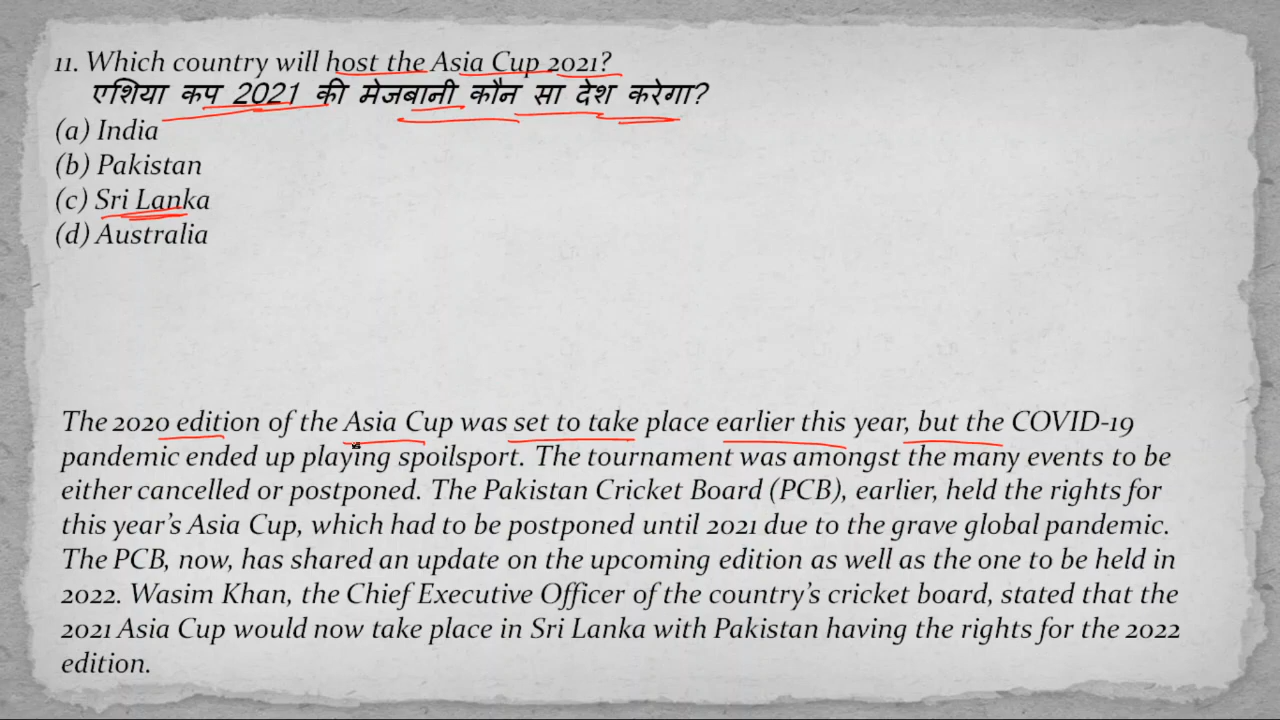 11. Which country will host the Asia Cup 2021?
एशिया कप 2021 की मेजबानी कौन सा देश करेगा?
(a) India
(b) Pakistan
(c) Sri Lanka
(d) Australia
The 2020 edition of the Asia Cup was set to take place earlier this year, but the COVID-19
pandemic ended up playing spoilsport. The tournament was amongst the many events to be
either cancelled or postponed. The Pakistan Cricket Board (PCB), earlier, held the rights for
this year's Asia Cup, which had to be postponed until 2021 due to the grave global pandemic.
The PCB, now, has shared an update on the upcoming edition as well as the one to be held in
2022. Wasim Khan, the Chief Executive Officer of the country's cricket board, stated that the
2021 Asia Cup would now take place in Sri Lanka with Pakistan having the rights for the 2022
edition.